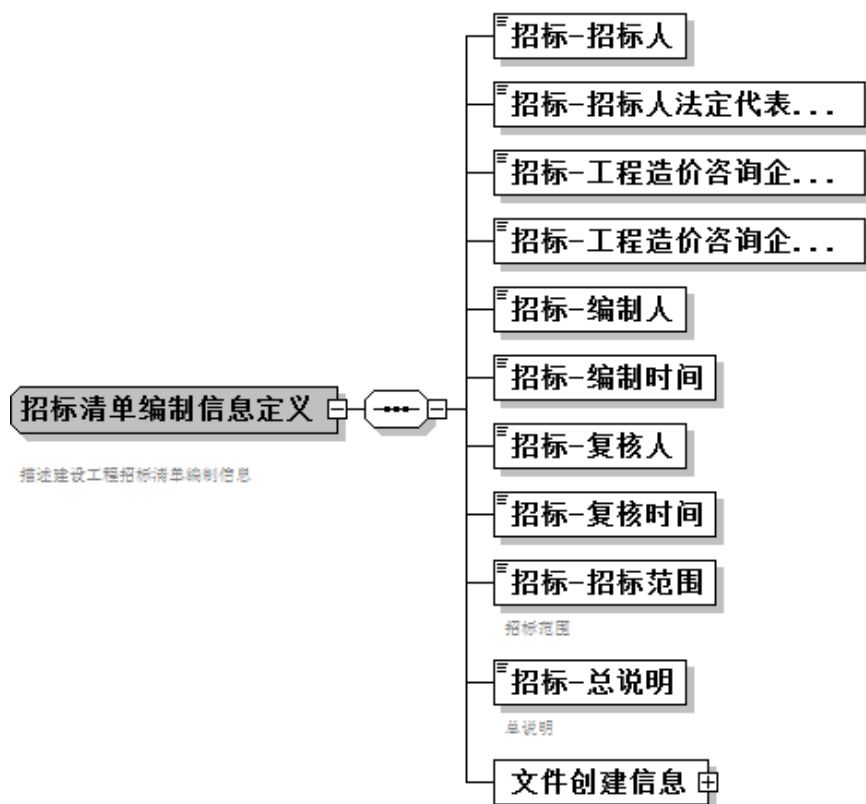 招标-招标人
招标-招标人法定代表...
招标-工程造价咨询企...
招标-工程造价咨询企...
招标-编制人
招标-编制时间
招标清单编制信息定义
描述建设工程招标清单编制信息
招标-复核人
招标-复核时间
招标-招标范围
招标范围
招标-总说明
总说明
文件创建信息